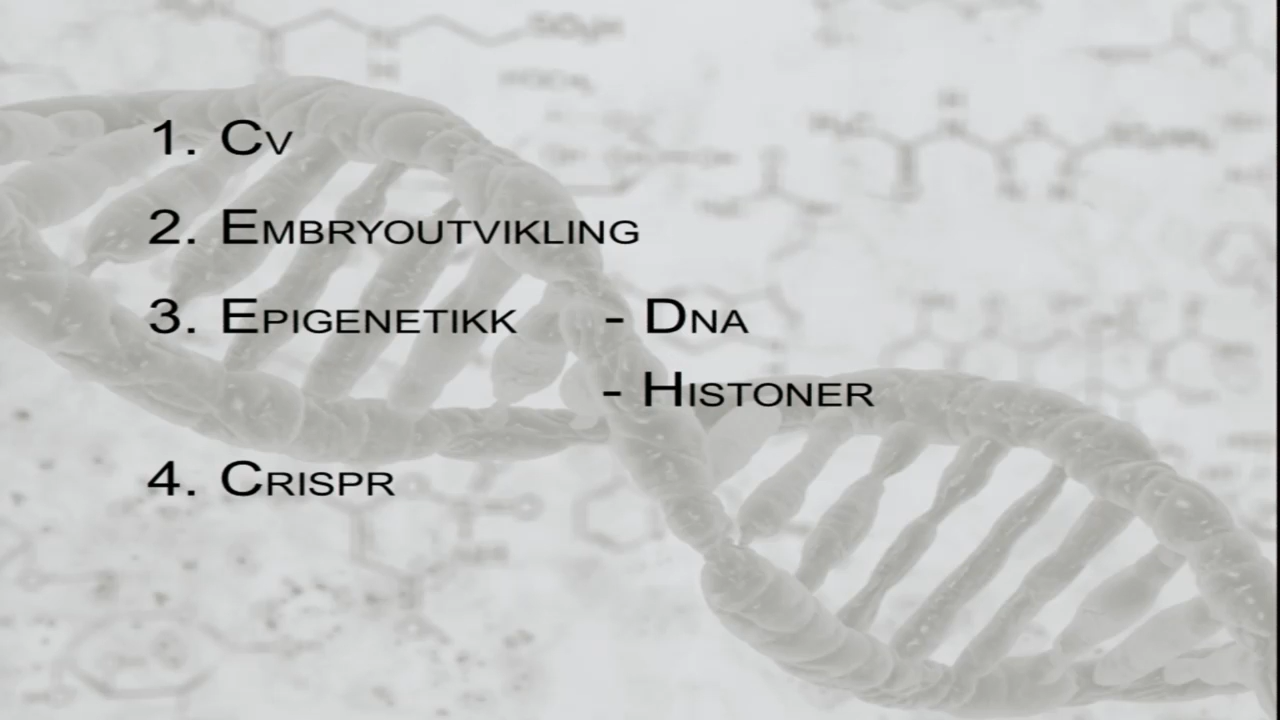 1. Cv
2. Embryoutvikling
3. Epigenetikk - Dna
- Histoner
4. Crispr